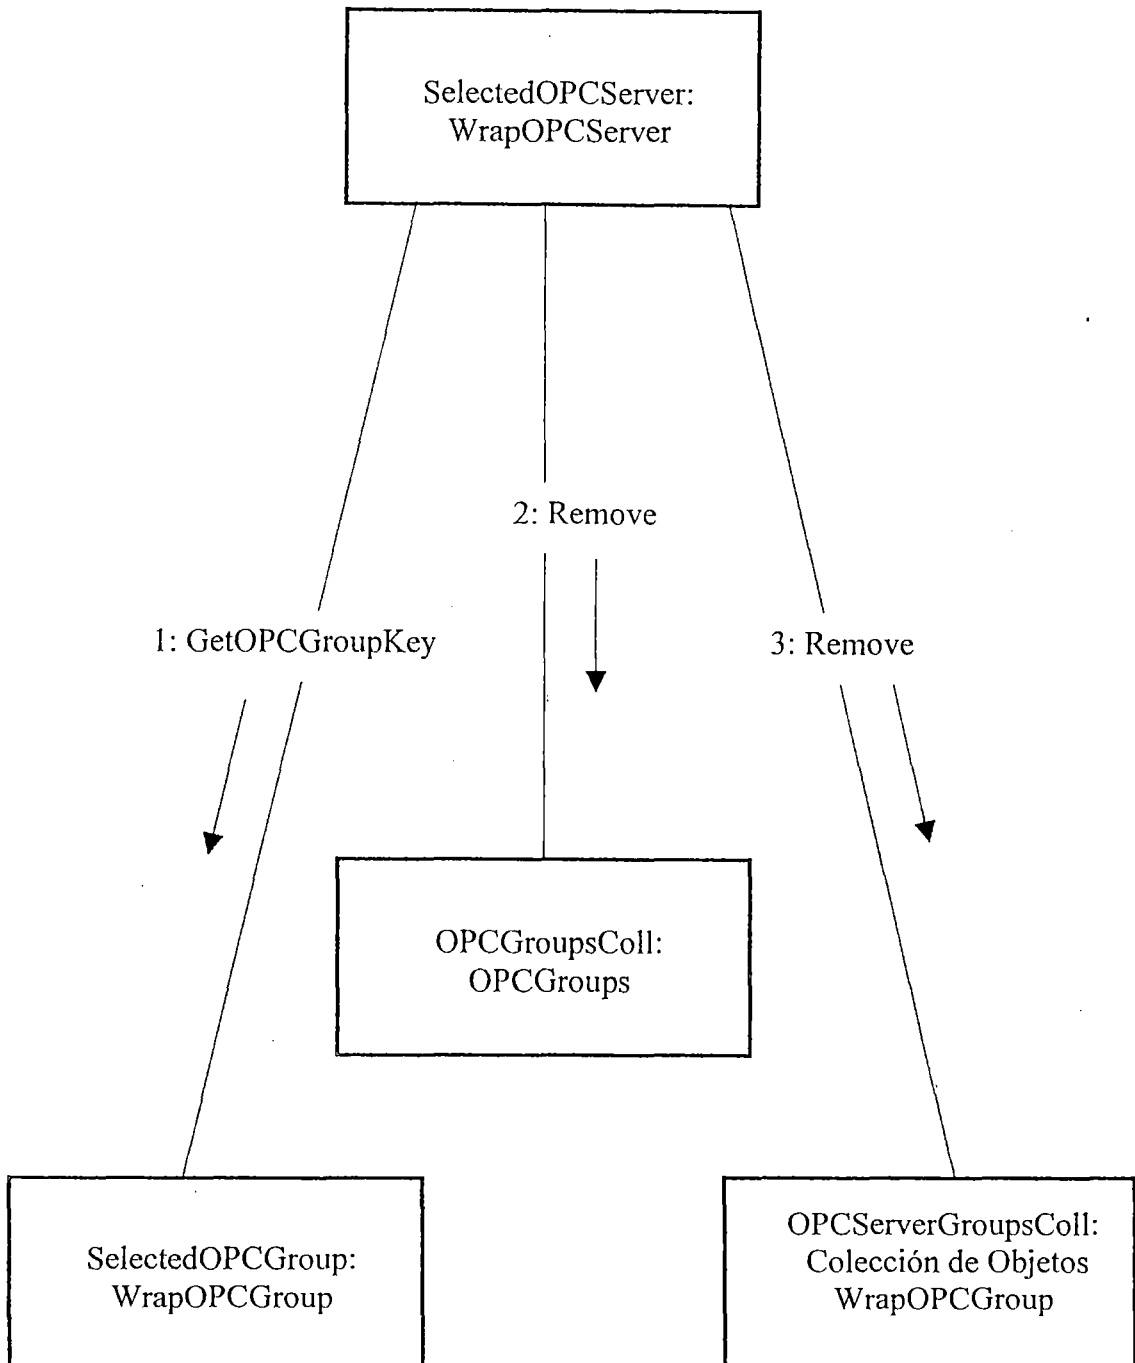 SelectedOPCServer:
WrapOPCServer
2: Remove
1: GetOPCGroupKey
3: Remove
OPCGroupsColl:
OPCGroups
SelectedOPCGroup:
WrapOPCGroup
OPCServerGroupsColl:
Colección de Objetos
WrapOPCGroup